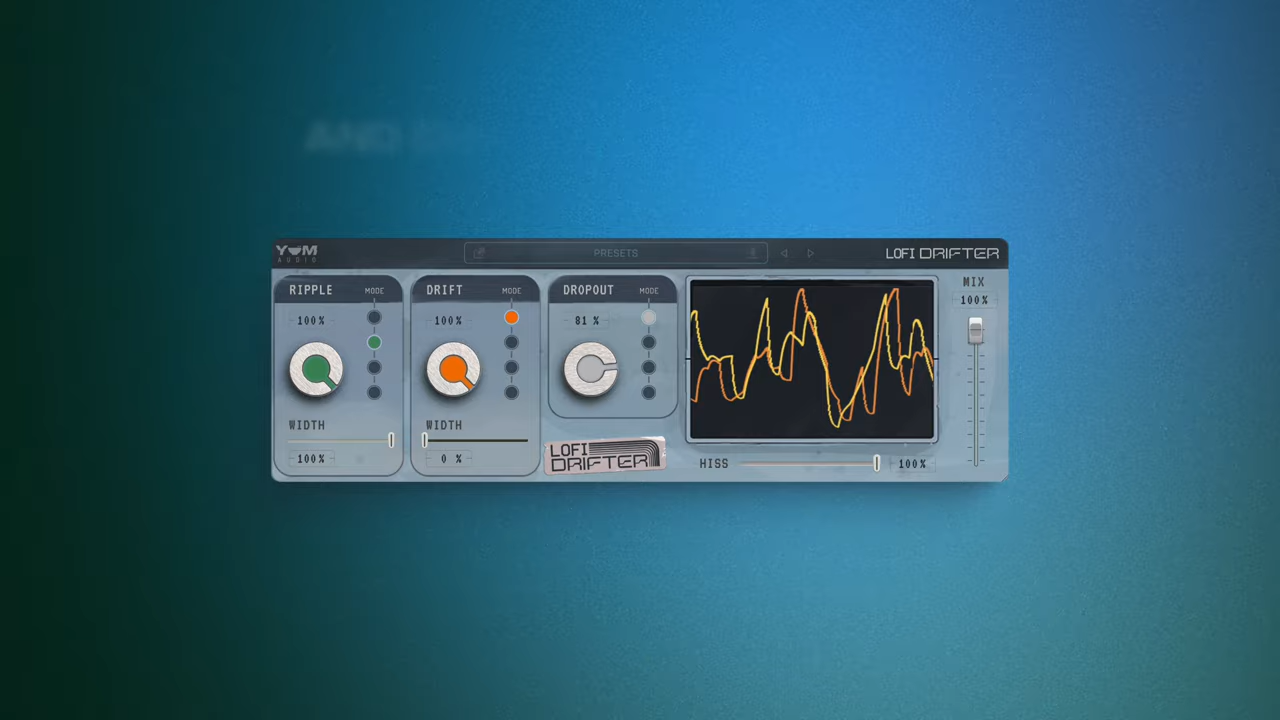 AND
YUM
AUDIO
PRESETS
LOFI DRIFTER
RIPPLE
MODE
100%
WIDTH
100%
DRIFT
MODE
100%
WIDTH
0 %
DROPOUT
MODE
81 %
LOFI
DRIFTER
HISS
100%
MIX
100%